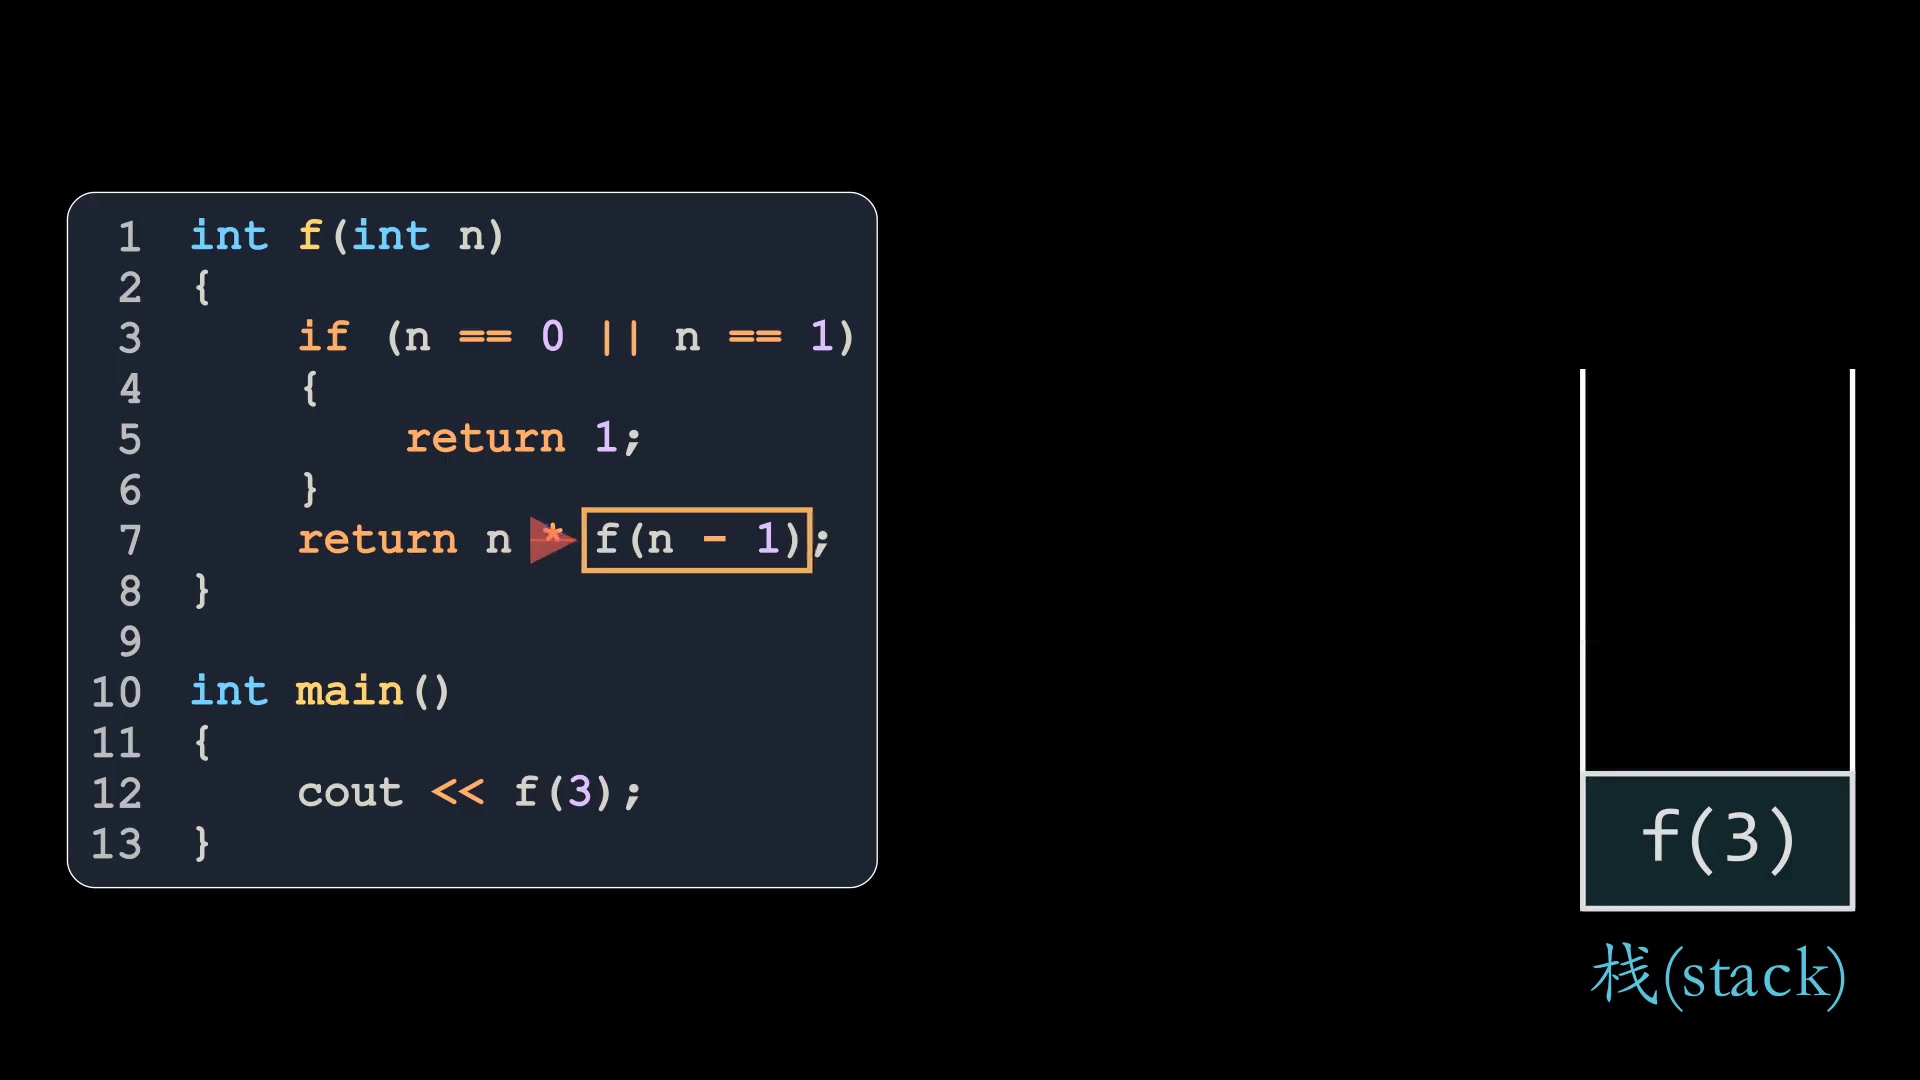 1 int f(int n)
2 {
3 if (n == 0 || n == 1)
4 {
5 return 1;
6 }
7 return n * f(n - 1);
8 }
9
10 int main()
11 {
12 cout << f(3);
13 }
f(3)
栈(stack)